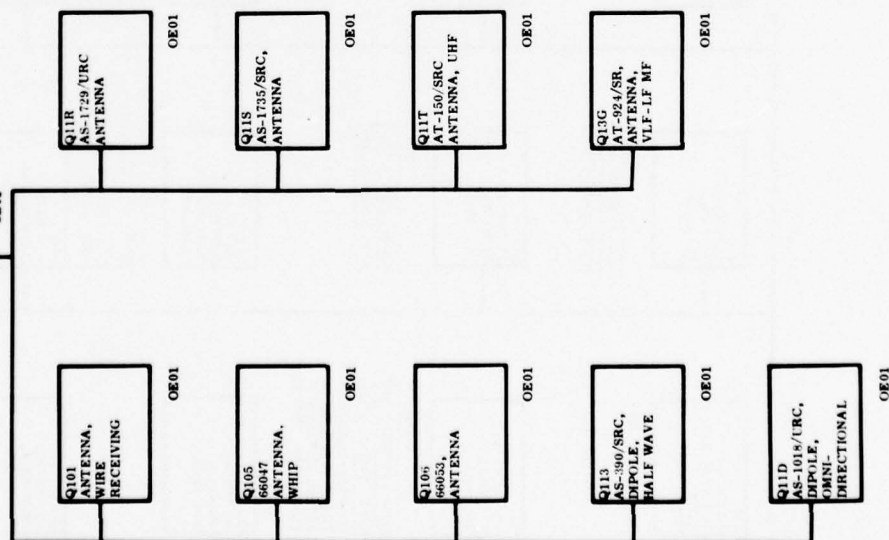 Q11R
AS-1729/URC
ANTENNA
OE01
Q11S
AS-1735/SRC,
ANTENNA
OE01
Q11T
AT-150/SRC
ANTENNA, UHF
OE01
Q13G
AT-924/SR,
ANTENNA,
VLF-LF MF
OE01
Q101
ANTENNA,
WIRE
RECEIVING
OE01
Q105
66047
ANTENNA,
WHIP
OE01
Q106
66053,
ANTENNA
OE01
Q113
AS-390/SRC,
DIPOLE,
HALF WAVE
OE01
Q11D
AS-1018/URC,
DIPOLE,
OMNI-
DIRECTIONAL
OE01